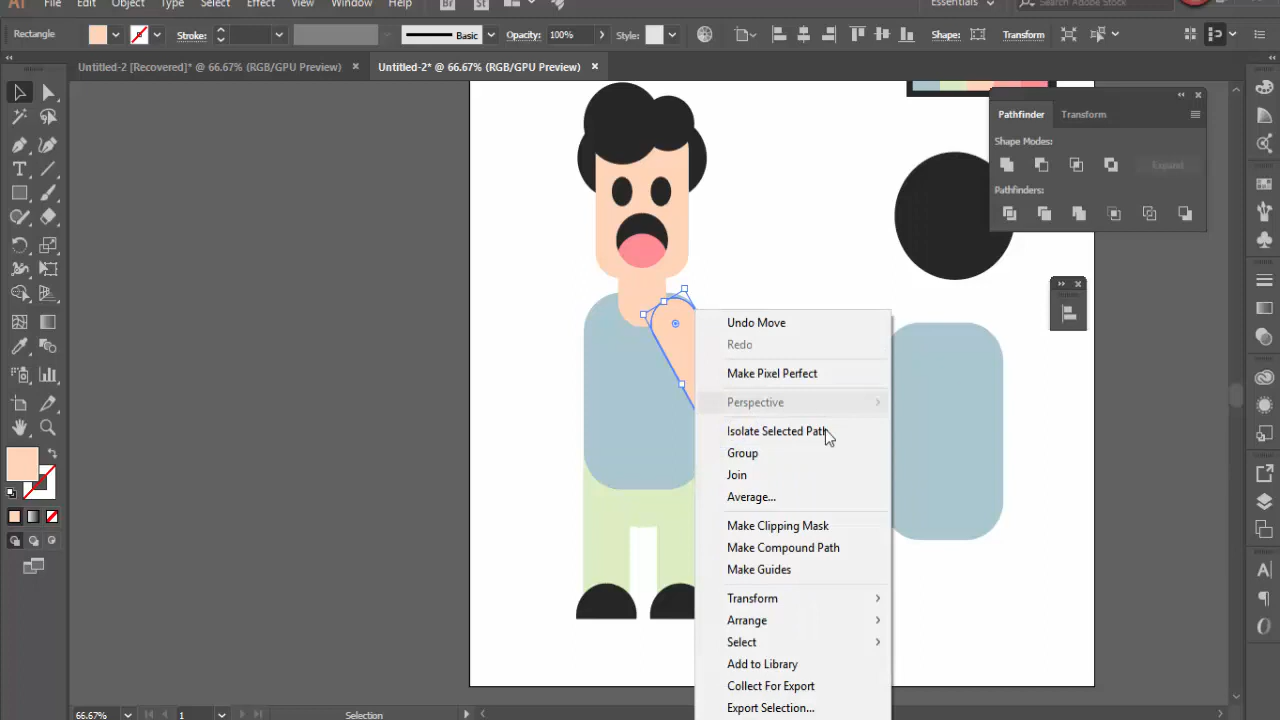 Ai File Edit Object Type Select Effect View Window Help Br St Essentials Search Adobe Stock
Rectangle Stroke: Basic Opacity: 100% Style: Shape: Transform
Untitled-2 [Recovered]* @ 66.67% (RGB/GPU Preview) × Untitled-2* @ 66.67% (RGB/GPU Preview) ×
Pathfinder Transform
Shape Modes:
Expand
Pathfinders:
Undo Move
Redo
Make Pixel Perfect
Perspective
Isolate Selected Path
Group
Join
Average...
Make Clipping Mask
Make Compound Path
Make Guides
Transform
Arrange
Select
Add to Library
Collect For Export
Export Selection...
66.67% 1 Selection